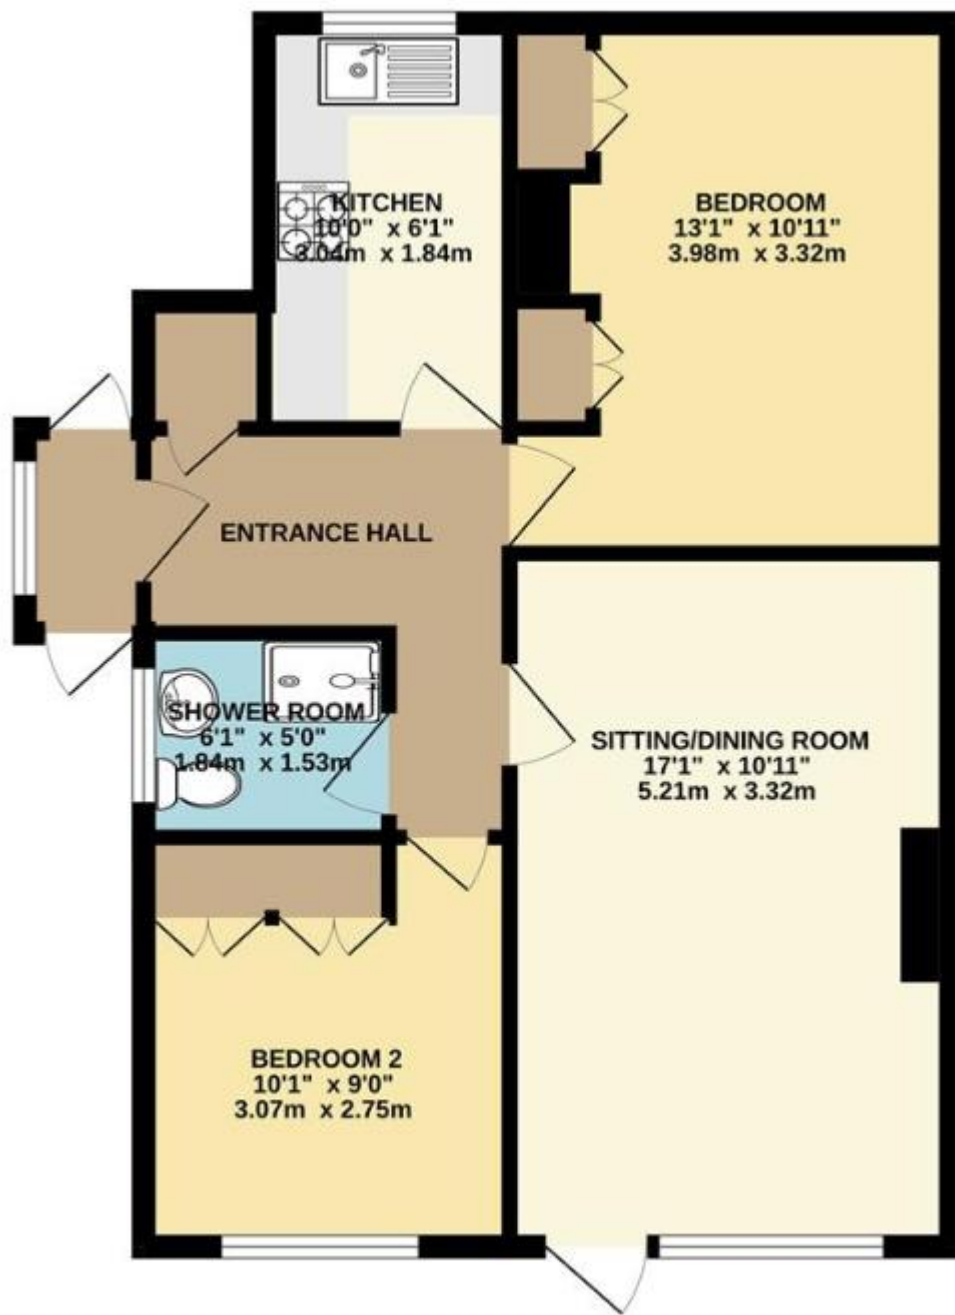 KITCHEN
10'0" x 6'1"
3.04m x 1.84m
BEDROOM
13'1" x 10'11"
3.98m x 3.32m
ENTRANCE HALL
SHOWER ROOM
6'1" x 5'0"
1.84m x 1.53m
SITTING/DINING ROOM
17'1" x 10'11"
5.21m x 3.32m
BEDROOM 2
10'1" x 9'0"
3.07m x 2.75m